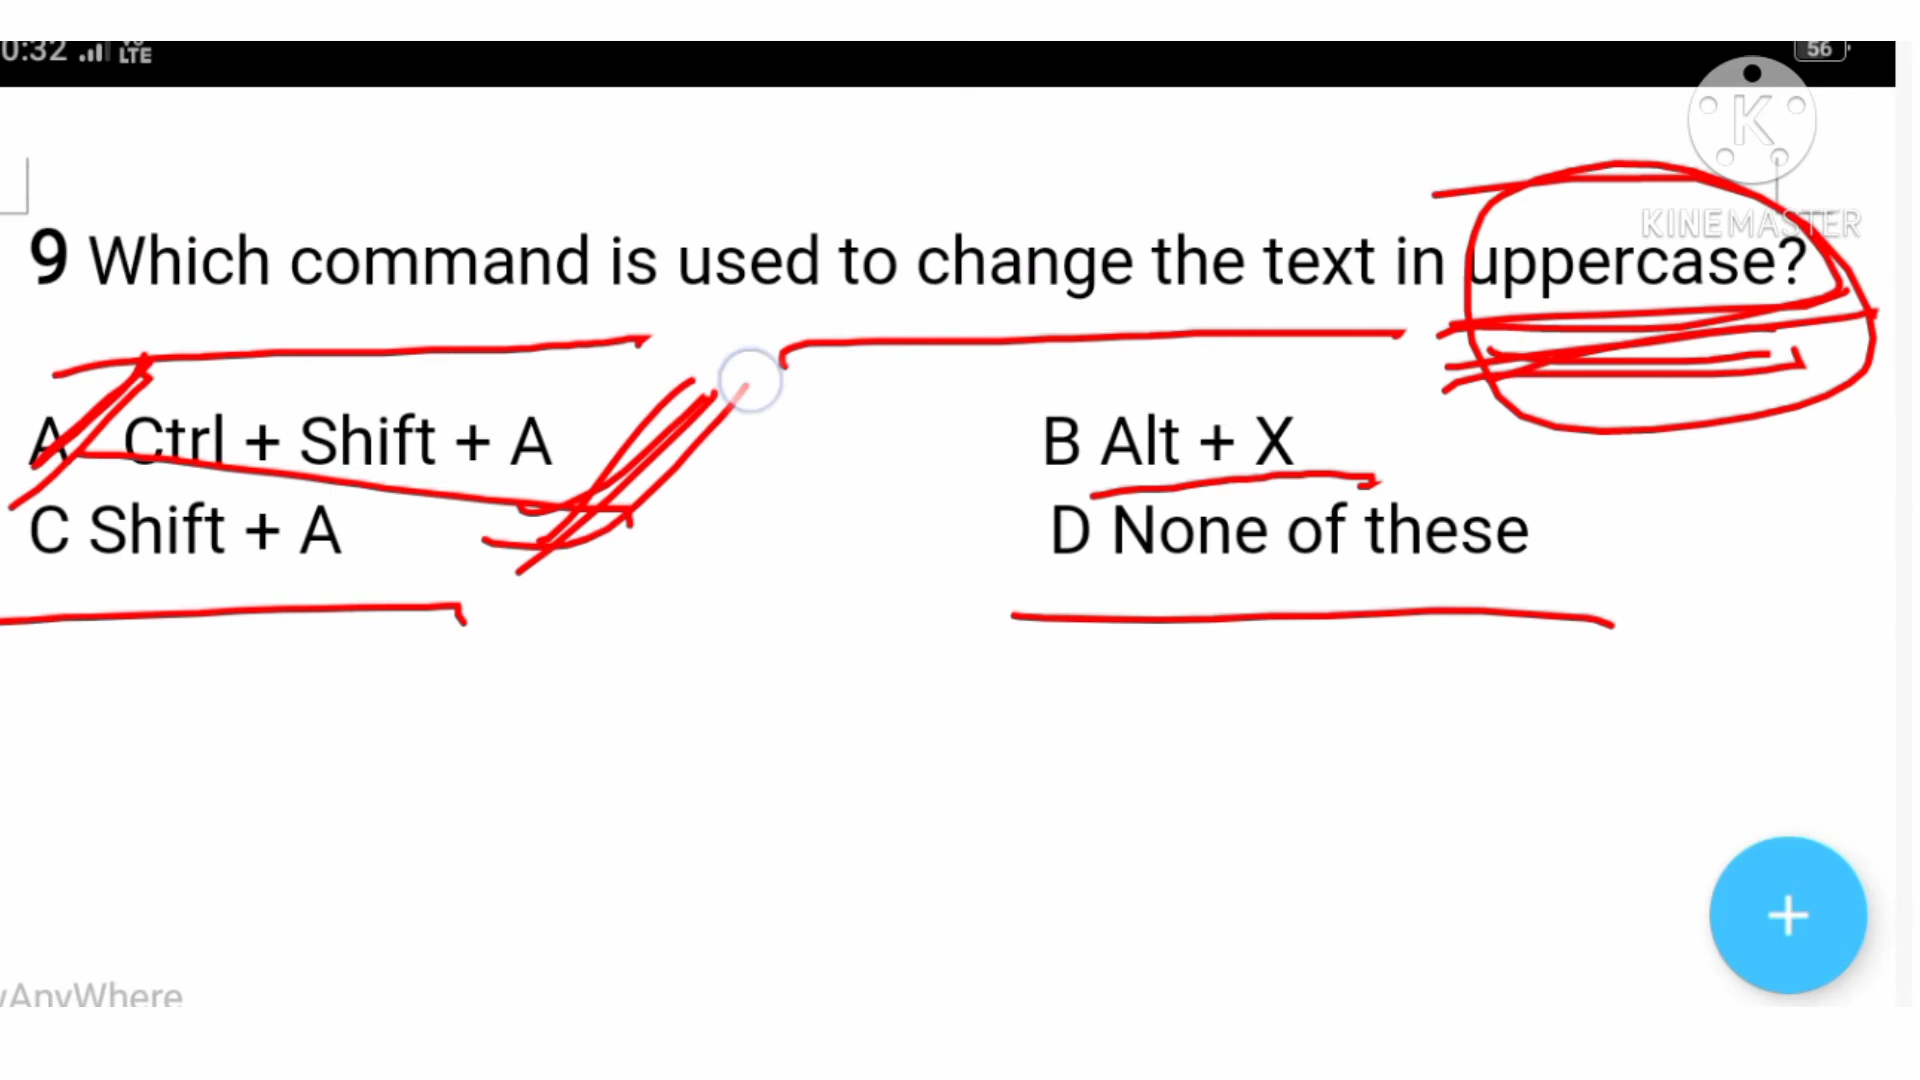 0:32 LTE 56
K
KINEMASTER
9 Which command is used to change the text in uppercase?
A Ctrl + Shift + A B Alt + X
C Shift + A D None of these
AnyWhere